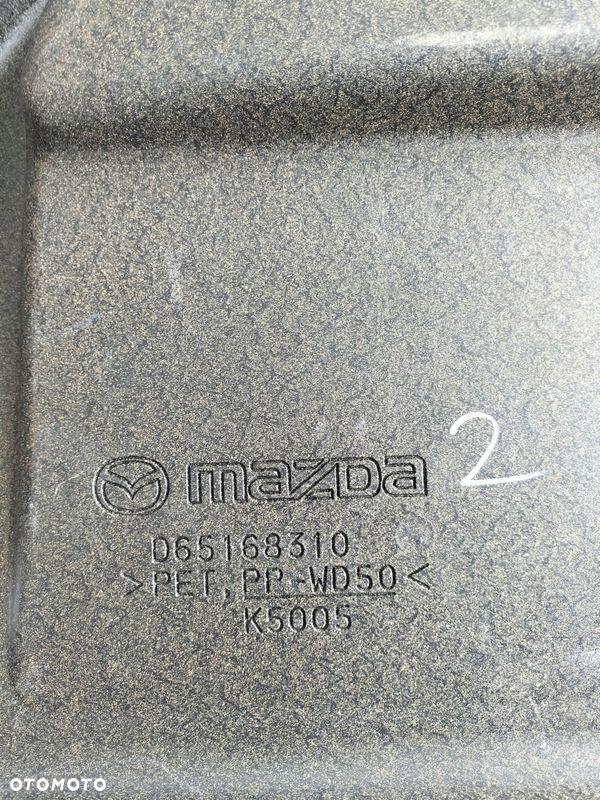 mazda 2
D65168310
>PET, PP-WD50<
K5005
OTOMOTO